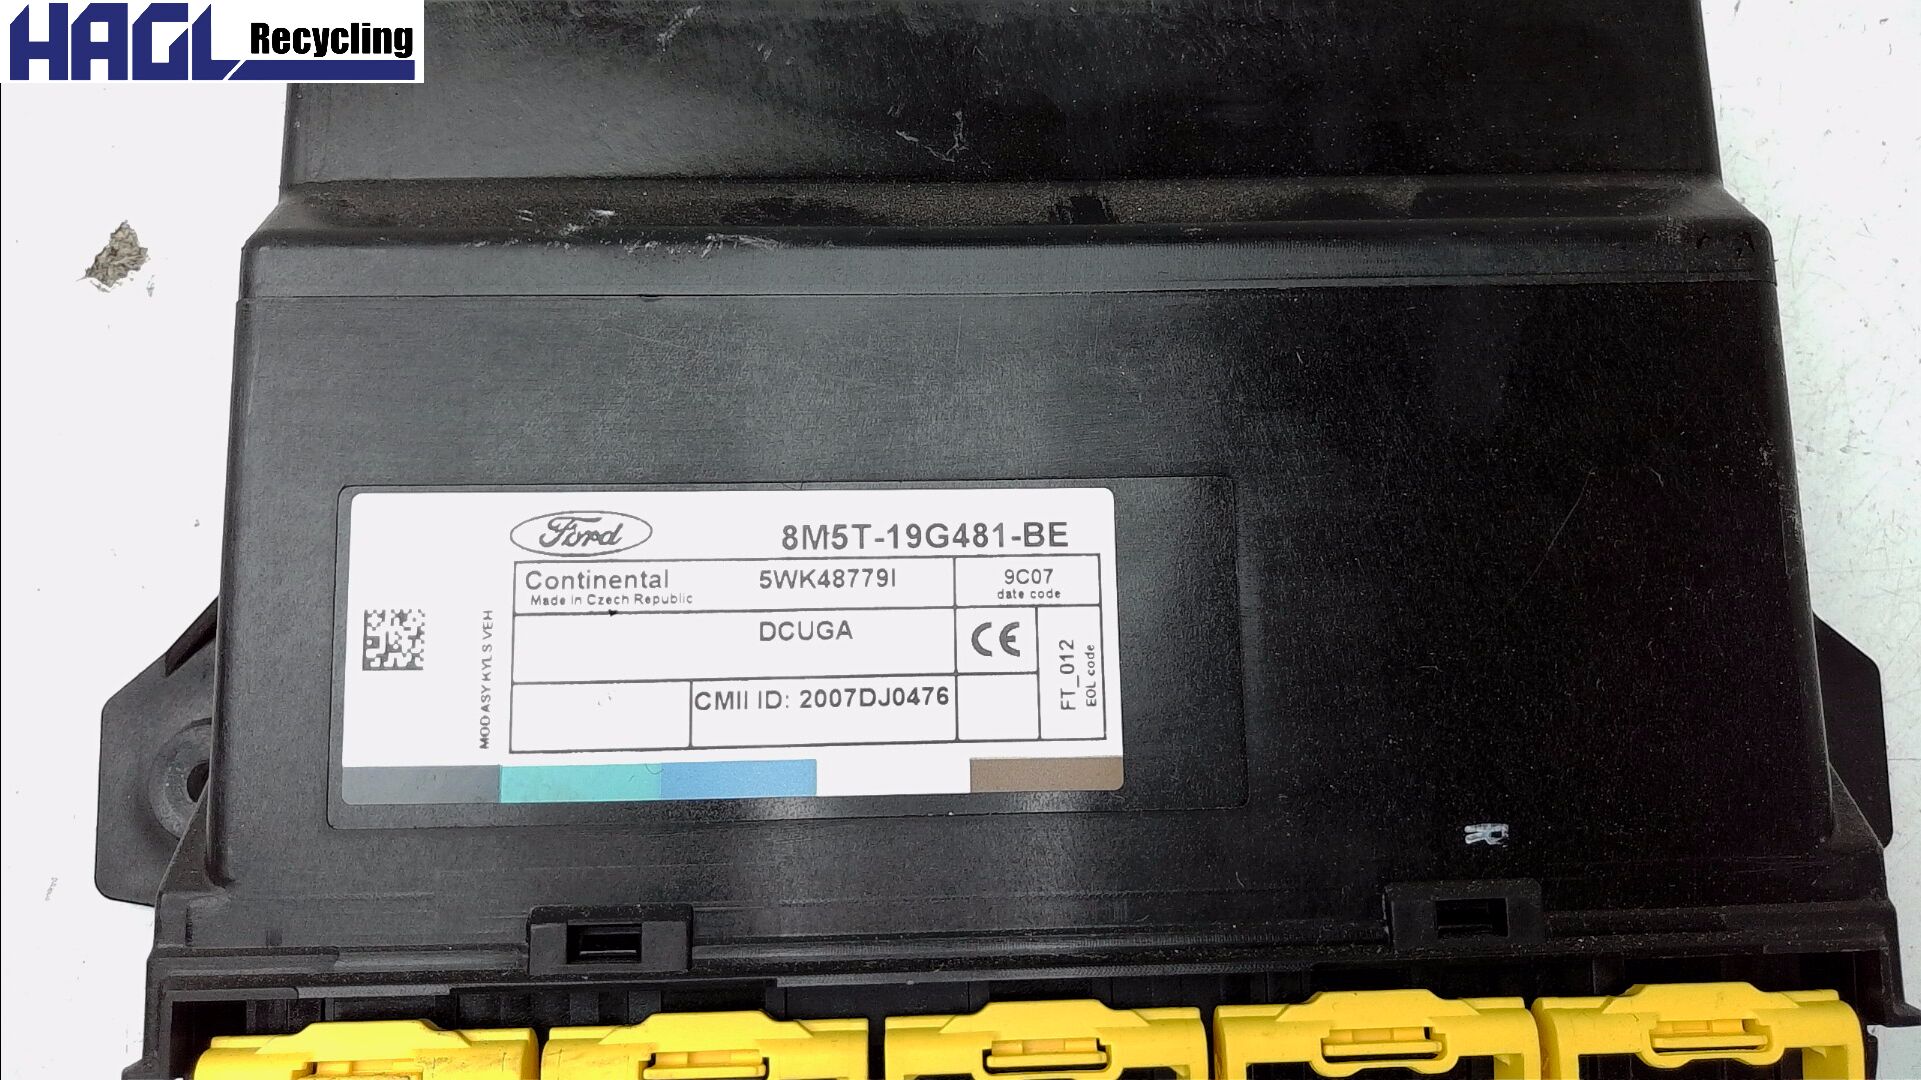 HAGL Recycling
Ford
8M5T-19G481-BE
Continental 5WK48779I
Made in Czech Republic
9C07
date code
DCUGA
CE
CMII ID: 2007DJ0476
FT_012
EOL code
MOD ASY KYLS VEH